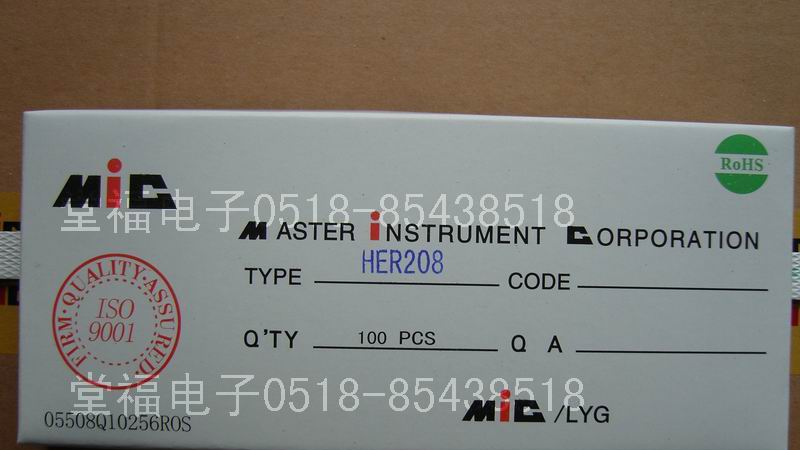 RoHS
MiC
堂福电子0518-85438518
MASTER iNSTRUMENT CORPORATION
TYPE HER208 CODE
FIRM · QUALITY · ASSURED ·
ISO
9001
Q'TY 100 PCS Q A
堂福电子0518-85438518
MiC /LYG
05508Q10256ROS